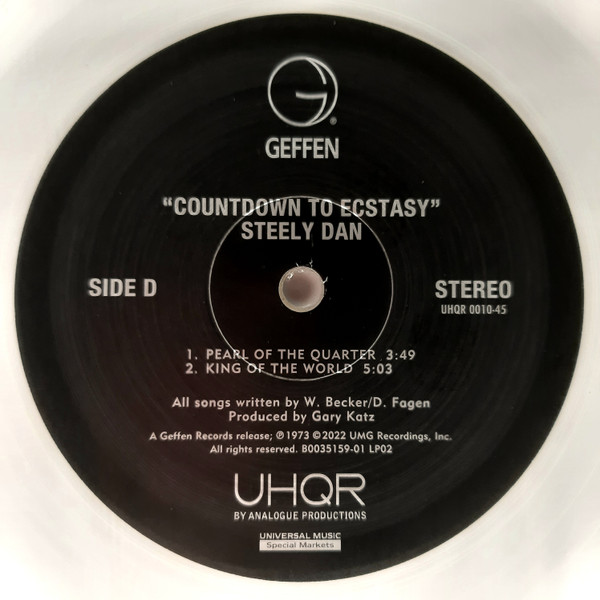 G®
GEFFEN
“COUNTDOWN TO ECSTASY”
STEELY DAN
SIDE D
STEREO
UHQR 0010-45
1. PEARL OF THE QUARTER 3:49
2. KING OF THE WORLD 5:03
All songs written by W. Becker/D. Fagen
Produced by Gary Katz
A Geffen Records release; ℗1973 ©2022 UMG Recordings, Inc.
All rights reserved. B0035159-01 LP02
UHQR
BY ANALOGUE PRODUCTIONS
UNIVERSAL MUSIC
Special Markets